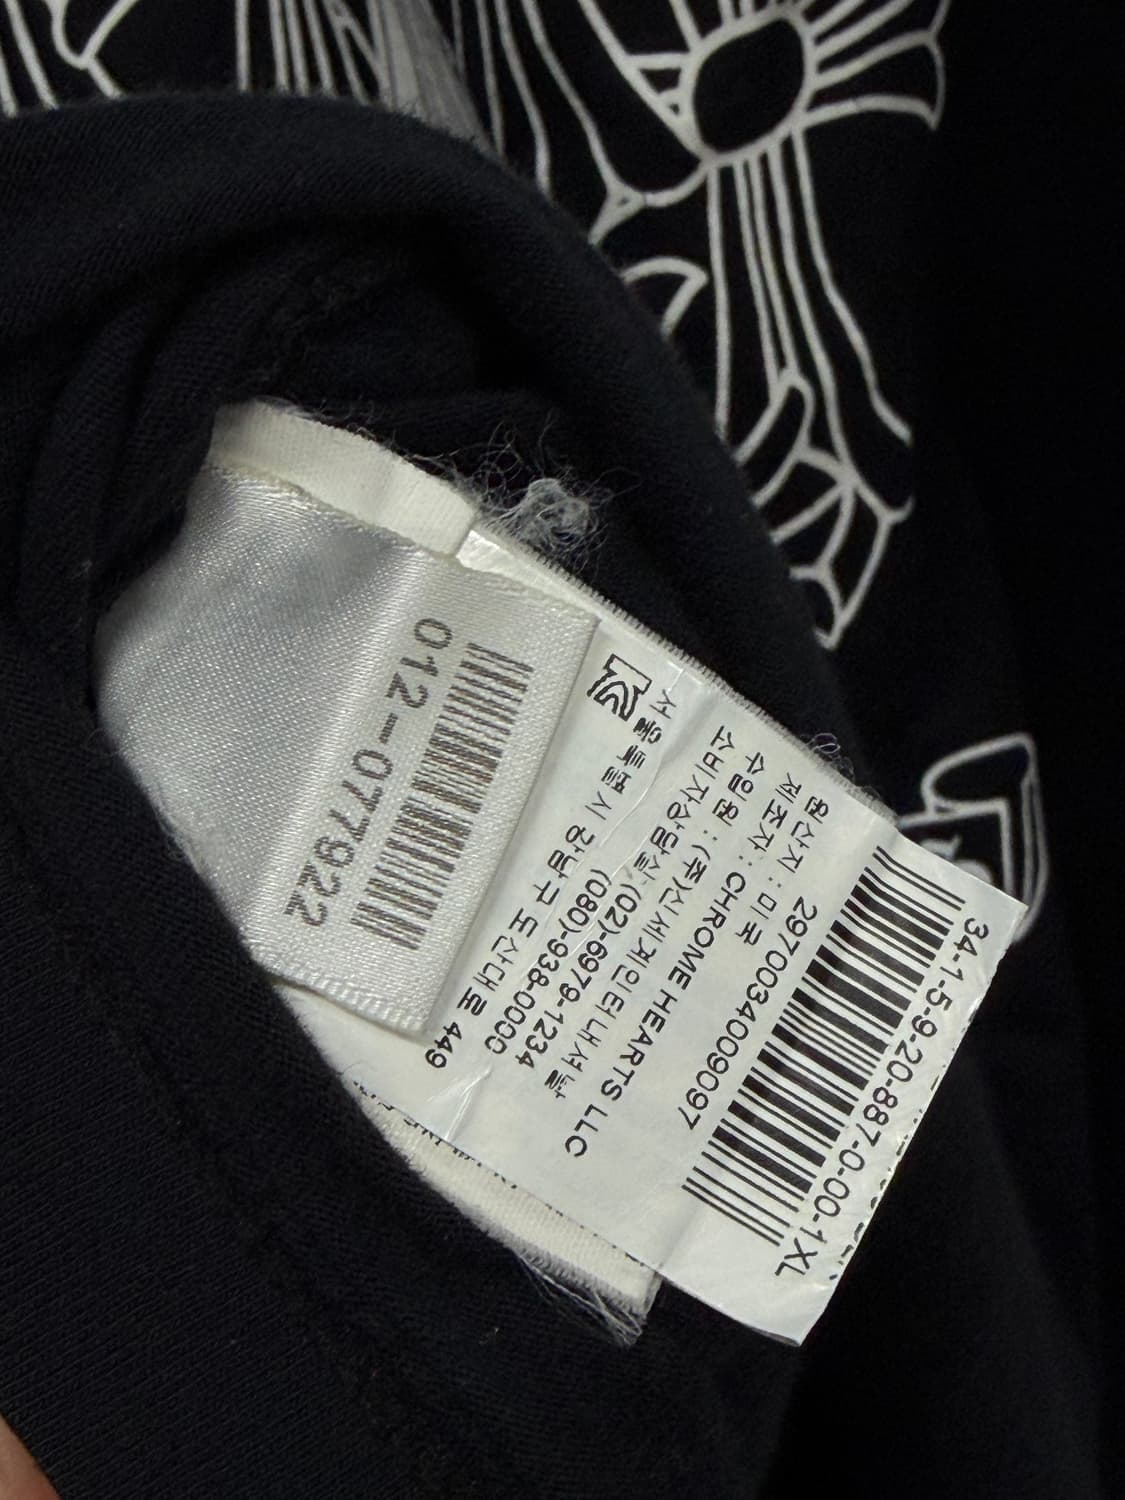 34-1-5-9-20-887-0-00-1XL
2970034009097
원산지 : 미국
제조자 : CHROME HEARTS LLC
수입원 : (주)신세계인터내셔날
소비자상담실 (02)-6979-1234
(080)-938-0000
서울특별시 강남구 도산대로 449
012-077922